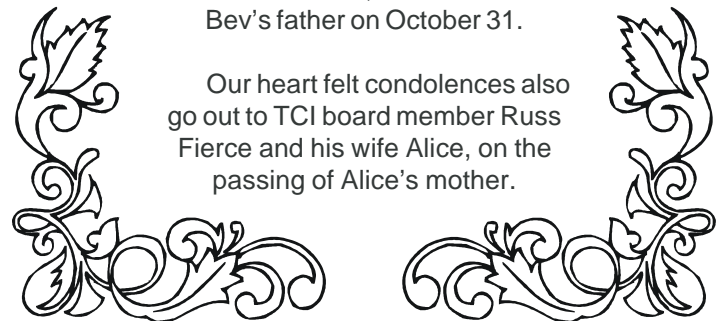 Bev's father on October 31.
Our heart felt condolences also
go out to TCI board member Russ
Fierce and his wife Alice, on the
passing of Alice's mother.